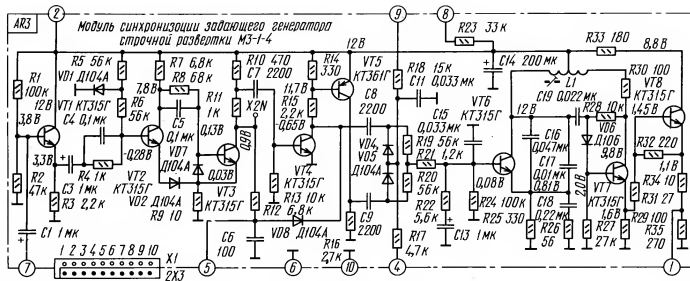 AR3
2
Модуль синхронизации задающего генератора
строчной развертки МЗ-1-4
9
8
R23 33 к
R5 56 к
VD1 Д104А
R7 6,8 к
R8 68 к
R10 470
C7 2200
R14
330
12 В
VT5
КТ361Г
R18 15 к
C11 0,033 мк
C14 200 мк
L1
R33 180
8,8 В
R1
100 к
12 В
3,8 В
VT1 КТ315Г
C4 0,1 мк
R6
56 к
7,8 В
C5
0,1 мк
R11
1 к
X2N
0,13 В
0,9 В
11,7 В
R15
2,2 к
-0,65 В
C8
2200
VD4,
VD5
Д104А
C15
0,033 мк
VT6
КТ315Г
R19 56 к
R21 1,2 к
12 В
C19 0,022 мк
R28 10 к
R30 100
VT8
КТ315Г
1,45 В
C16
0,047 мк
VD6
Д106
9,8 В
R32 220
1,1 В
3,3 В
R4 1 к
-0,28 В
VD7
Д104А
0,03 В
VT4
КТ315Г
R20
56 к
0,08 В
C17
0,01 мк
0,81 В
2,0 В
VT7
КТ315Г
1,6 В
R34 10
R31 27
R2
47 к
C3 1 мк
R3 2,2 к
VT2
КТ315Г
VD2 Д104А
R9 10
VT3
КТ315Г
R13 10 к
R12 6,8 к
VD8 Д104А
C9
2200
R22
5,6 к
R24 100 к
R25 330
C18
0,22 мк
R26
56
R27
27 к
R29 100
R35
270
C1 1 мк
C6
100
R16
2,7 к
R17
4,7 к
C13 1 мк
7
1 2 3 4 5 6 7 8 9 10
X1
2X3
5
6
10
4
1